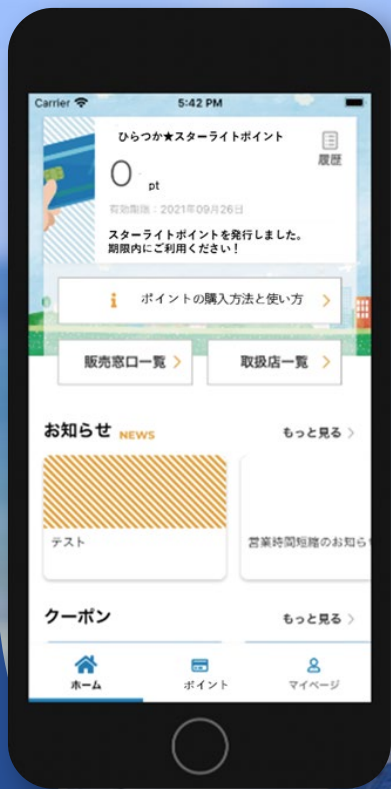 Carrier 5:42 PM
ひらつか★スターライトポイント
履歴
0 pt
有効期限：2021年09月26日
スターライトポイントを発行しました。
期限内にご利用ください！
i ポイントの購入方法と使い方 >
販売窓口一覧 > 取扱店一覧 >
お知らせ NEWS もっと見る >
テスト 営業時間短縮のお知ら
クーポン もっと見る >
ホーム ポイント マイページ